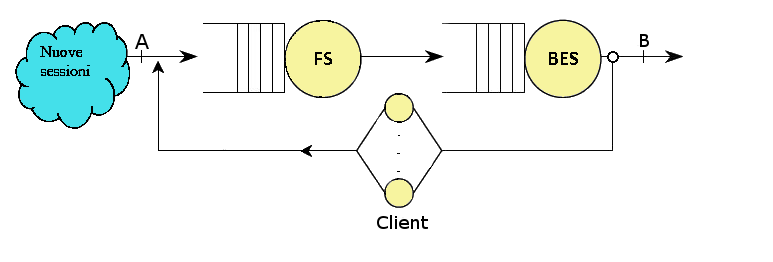 Nuove
sessioni
A
FS
BES
B
Client